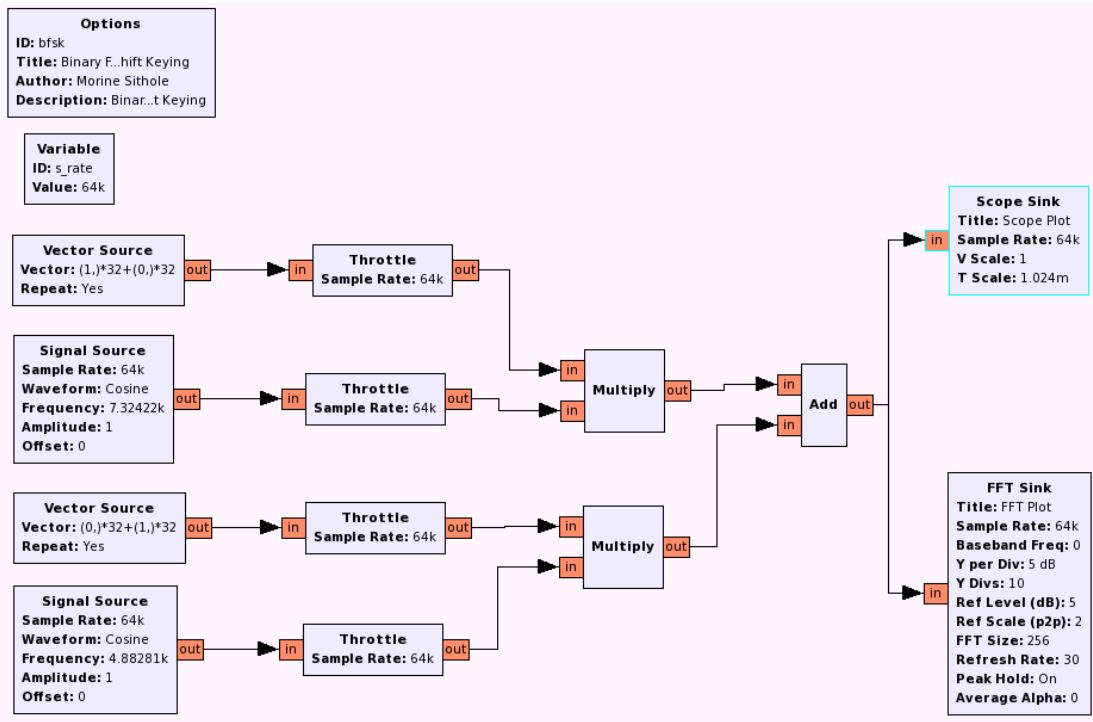 Options
ID: bfsk
Title: Binary F...hift Keying
Author: Morine Sithole
Description: Binar...t Keying
Variable
ID: s_rate
Value: 64k
Vector Source
Vector: (1,)*32+(0,)*32
Repeat: Yes
out
in
Throttle
Sample Rate: 64k
out
Signal Source
Sample Rate: 64k
Waveform: Cosine
Frequency: 7.32422k
Amplitude: 1
Offset: 0
out
in
Throttle
Sample Rate: 64k
out
in
in
Multiply
out
Vector Source
Vector: (0,)*32+(1,)*32
Repeat: Yes
out
in
Throttle
Sample Rate: 64k
out
Signal Source
Sample Rate: 64k
Waveform: Cosine
Frequency: 4.88281k
Amplitude: 1
Offset: 0
out
in
Throttle
Sample Rate: 64k
out
in
in
Multiply
out
in
in
Add
out
in
Scope Sink
Title: Scope Plot
Sample Rate: 64k
V Scale: 1
T Scale: 1.024m
in
FFT Sink
Title: FFT Plot
Sample Rate: 64k
Baseband Freq: 0
Y per Div: 5 dB
Y Divs: 10
Ref Level (dB): 5
Ref Scale (p2p): 2
FFT Size: 256
Refresh Rate: 30
Peak Hold: On
Average Alpha: 0